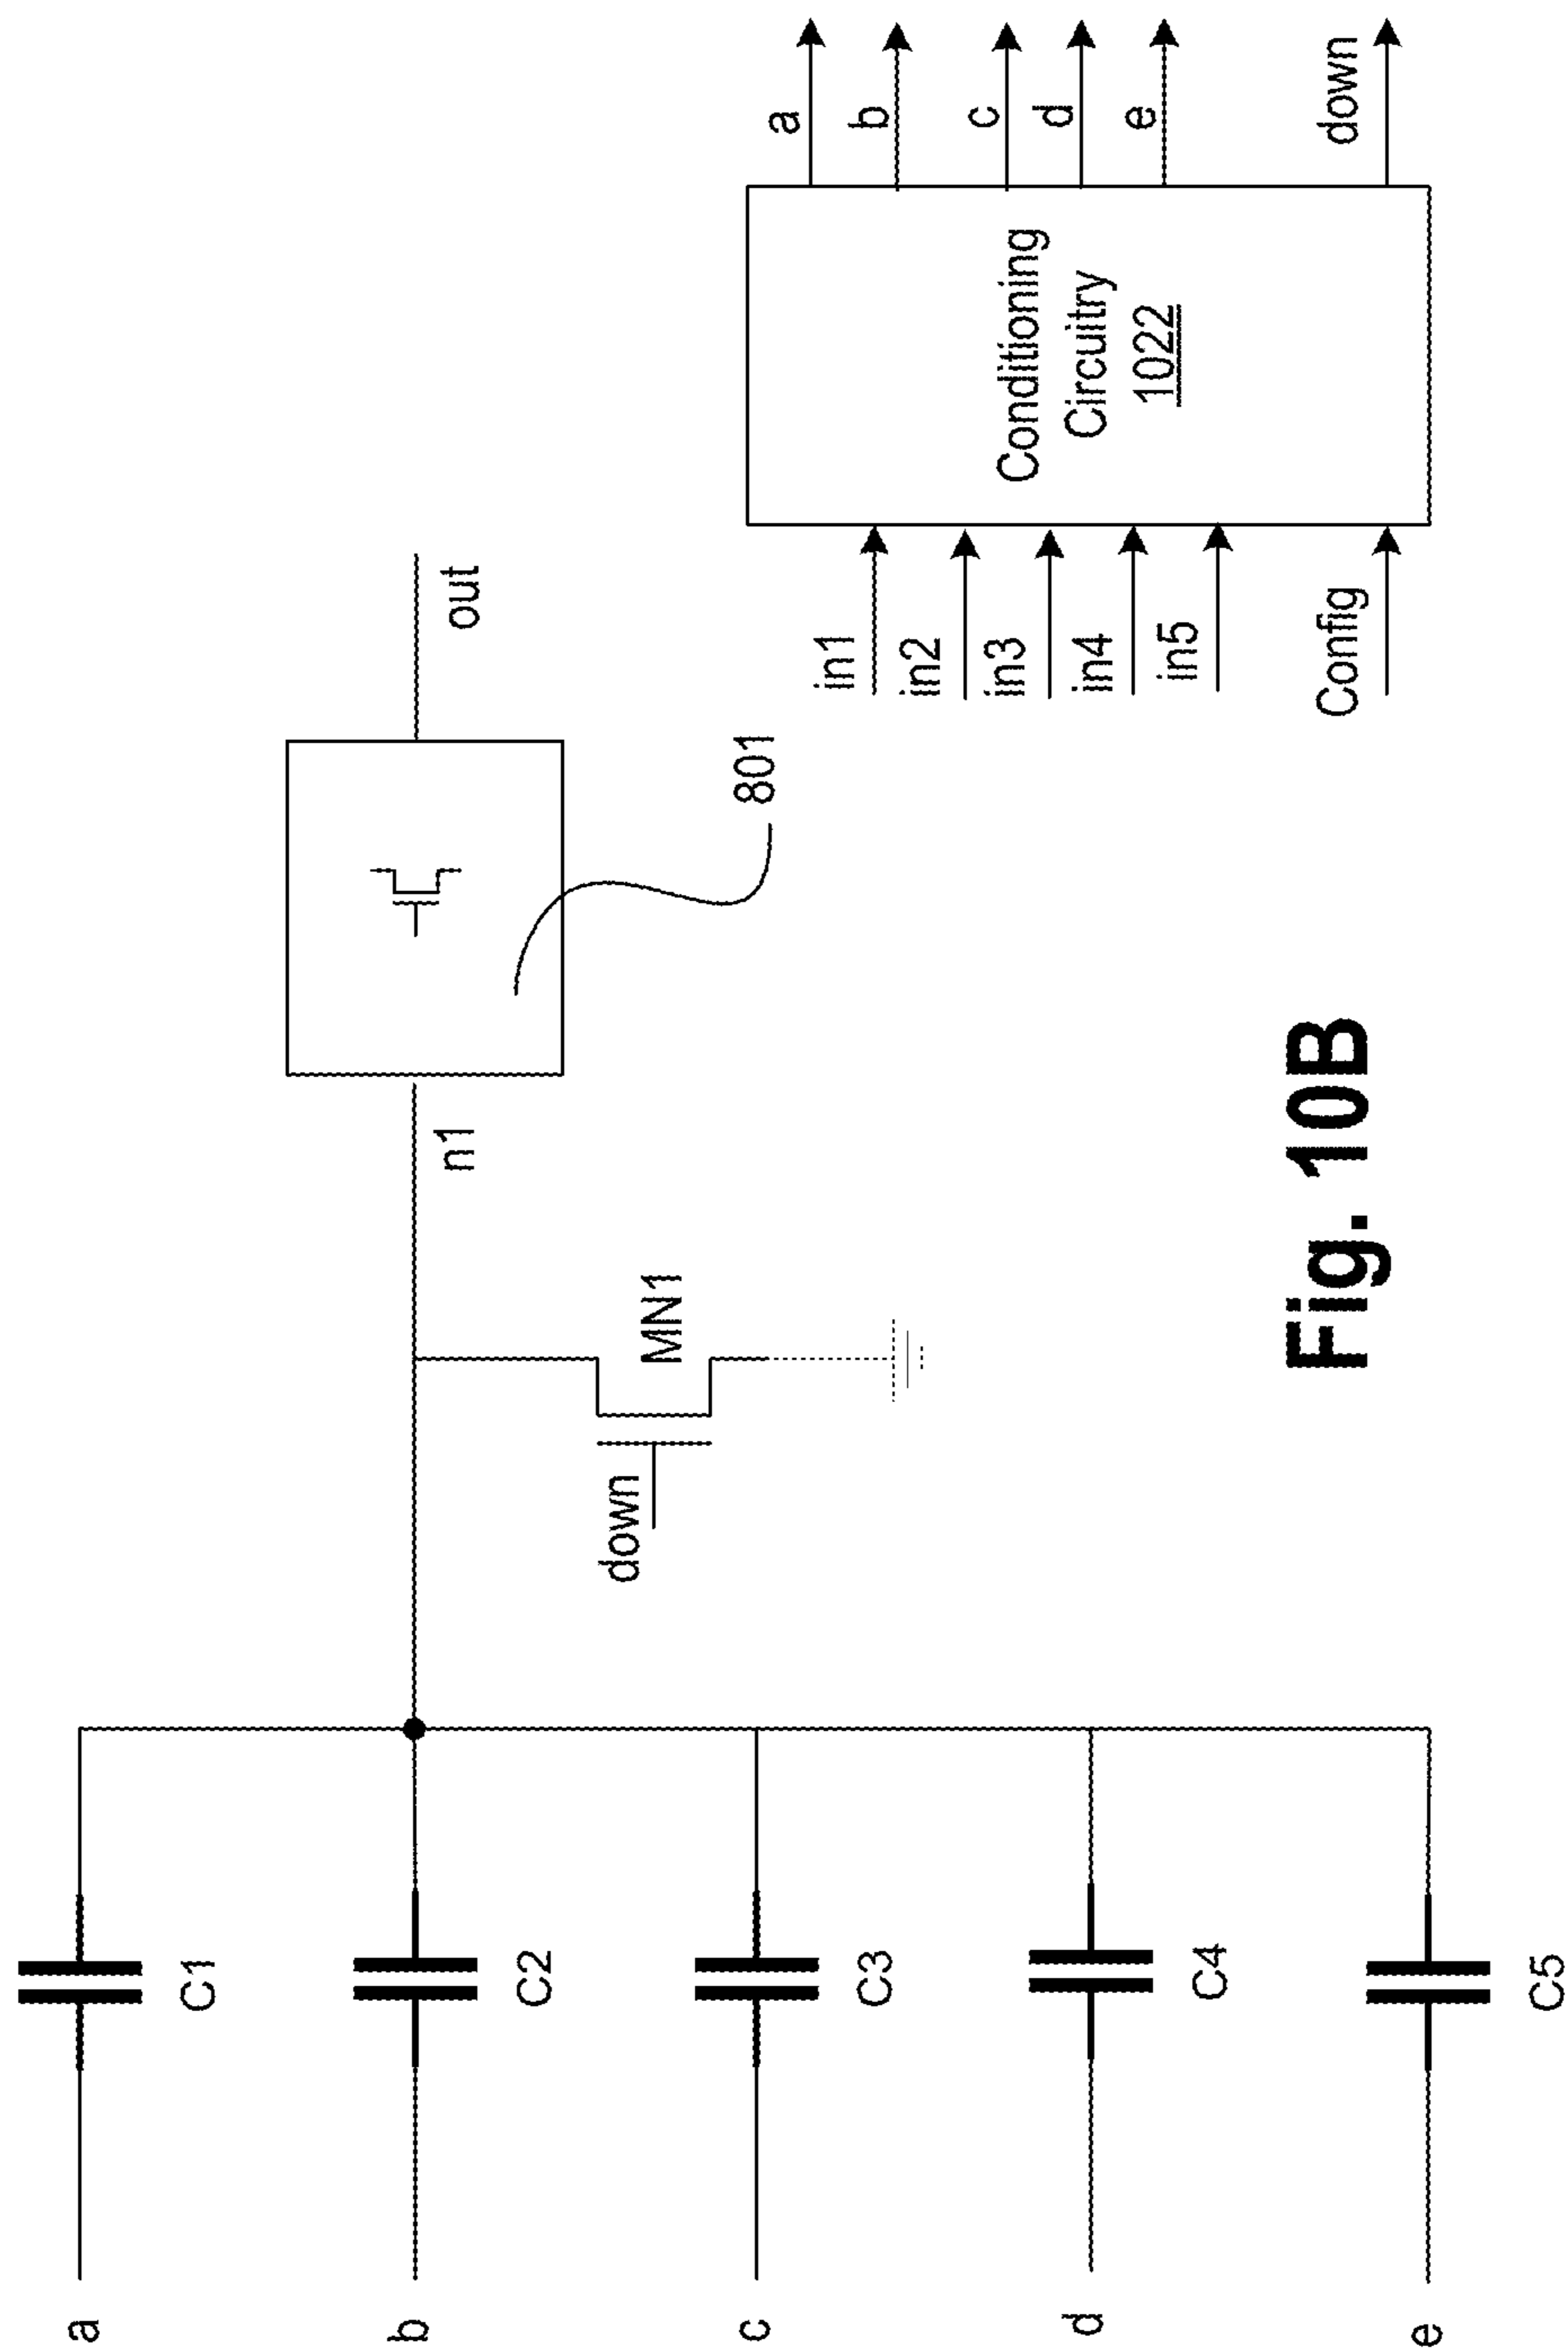 a
C1
b
C2
c
C3
d
C4
e
C5
down
MN1
n1
801
out
in1
in2
in3
in4
in5
Config
Conditioning
Circuitry
1022
a
b
c
d
e
down
Fig. 10B